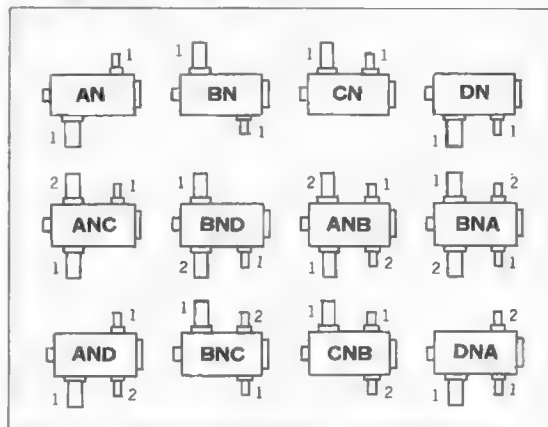 1 1
1 1
AN BN CN DN
1 1 1 1
2 1 1 2 1 1 2
ANC BND ANB BNA
1 2 1 1 2 2 1
1 1 2 1 1 2
AND BNC CNB DNA
1 2 1 2 1 1